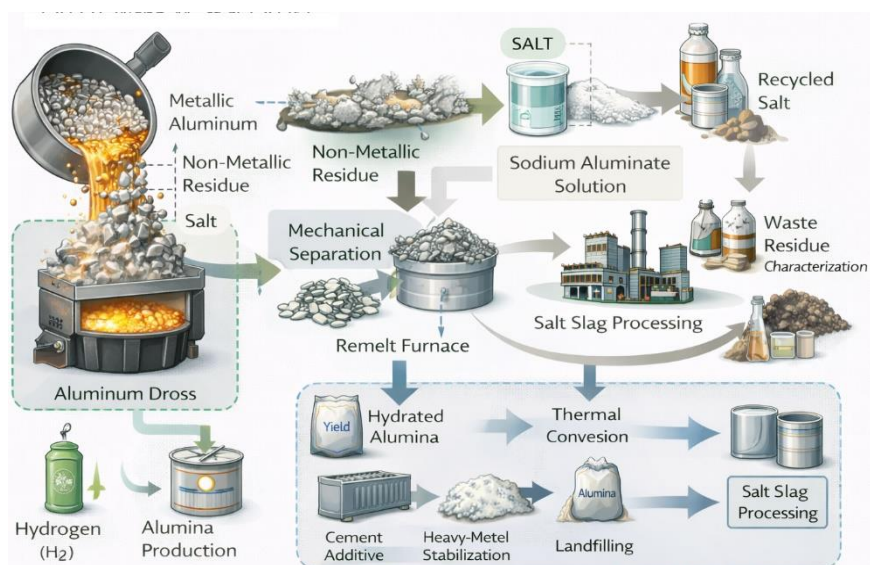 SALT
Recycled
Salt
Metallic
Aluminum
Non-Metallic
Residue
Salt
Non-Metallic
Residue
Sodium Aluminate
Solution
Mechanical
Separation
Waste
Residue
Characterization
Salt Slag Processing
Remelt Furnace
Aluminum Dross
Yield
Hydrated
Alumina
Thermal
Convesion
Hydrogen
(H₂)
Alumina
Production
Cement
Additive
Heavy-Metel
Stabilization
Alumina
Landfilling
Salt Slag
Processing